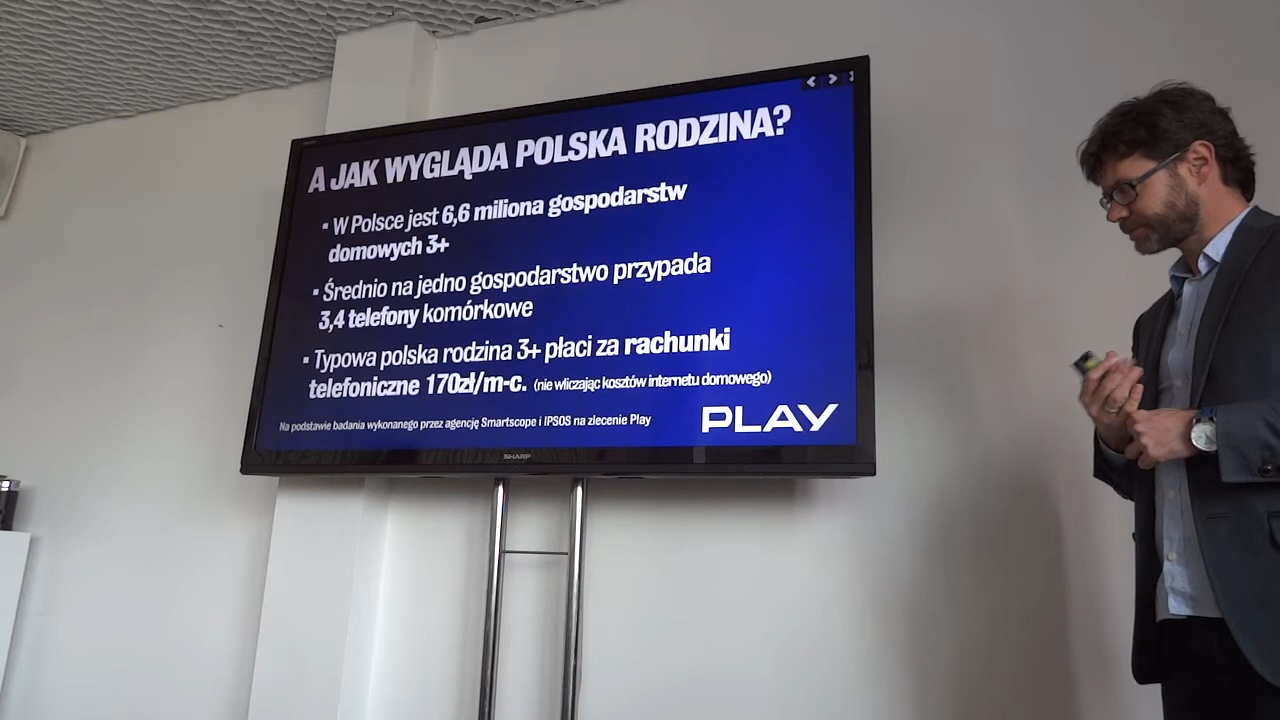 A JAK WYGLĄDA POLSKA RODZINA?
▪ W Polsce jest 6,6 miliona gospodarstw
domowych 3+
▪ Średnio na jedno gospodarstwo przypada
3,4 telefony komórkowe
▪ Typowa polska rodzina 3+ płaci za rachunki
telefoniczne 170zł/m-c. (nie wliczając kosztów internetu domowego)
Na podstawie badania wykonanego przez agencję Smartscope i IPSOS na zlecenie Play
PLAY
SHARP